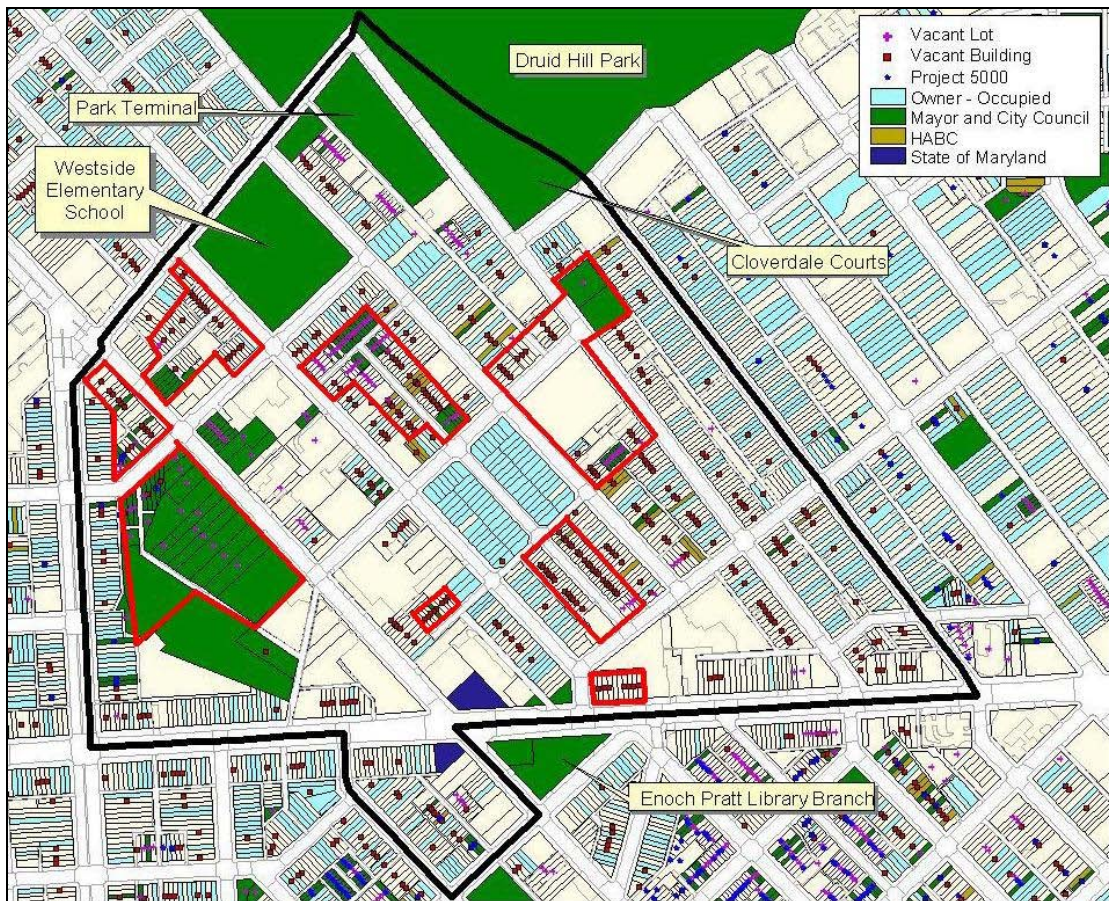 Druid Hill Park
Park Terminal
Westside
Elementary
School
Cloverdale Courts
Enoch Pratt Library Branch
Vacant Lot
Vacant Building
Project 5000
Owner - Occupied
Mayor and City Council
HABC
State of Maryland